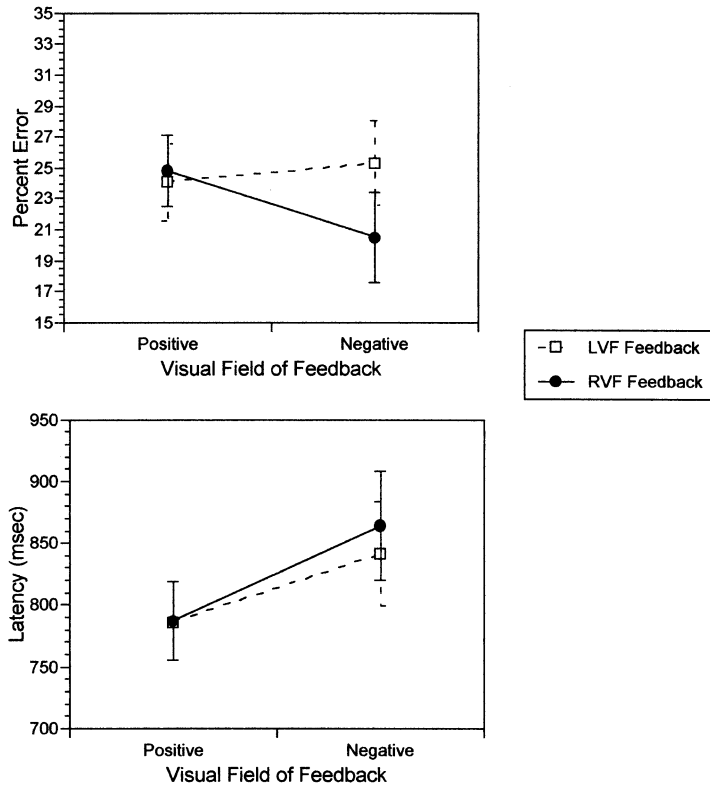 35
33
31
29
27
25
23
21
19
17
15
Percent Error
Positive
Negative
Visual Field of Feedback
LVF Feedback
RVF Feedback
950
900
850
800
750
700
Latency (msec)
Positive
Negative
Visual Field of Feedback